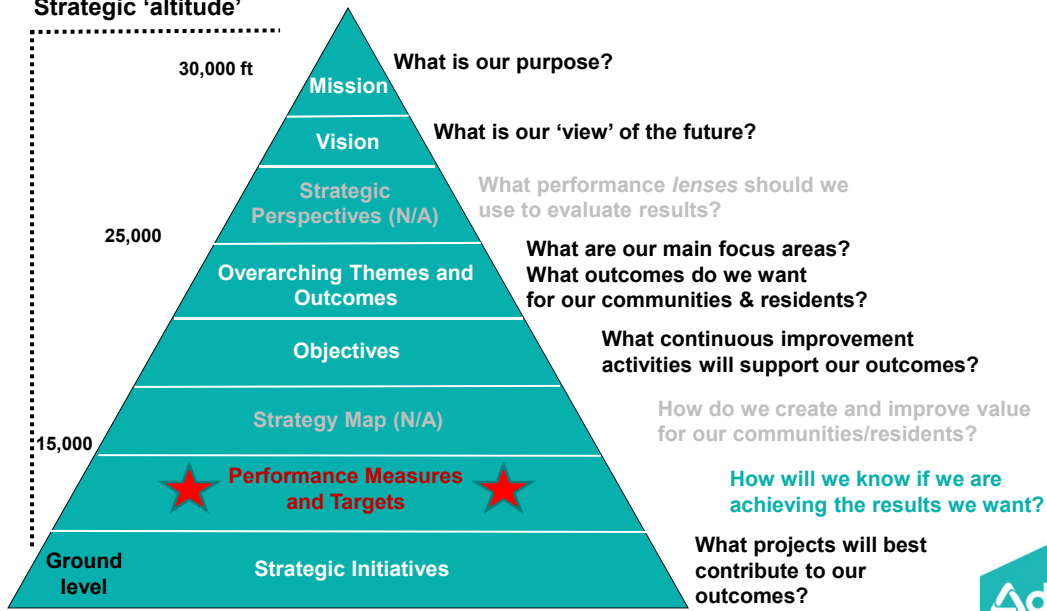 Strategic ‘altitude’
30,000 ft
What is our purpose?
Mission
What is our ‘view’ of the future?
Vision
Strategic
Perspectives (N/A)
What performance lenses should we
use to evaluate results?
25,000
Overarching Themes and
Outcomes
What are our main focus areas?
What outcomes do we want
for our communities & residents?
Objectives
What continuous improvement
activities will support our outcomes?
Strategy Map (N/A)
How do we create and improve value
for our communities/residents?
15,000
Performance Measures
and Targets
How will we know if we are
achieving the results we want?
Ground
level
Strategic Initiatives
What projects will best
contribute to our
outcomes?